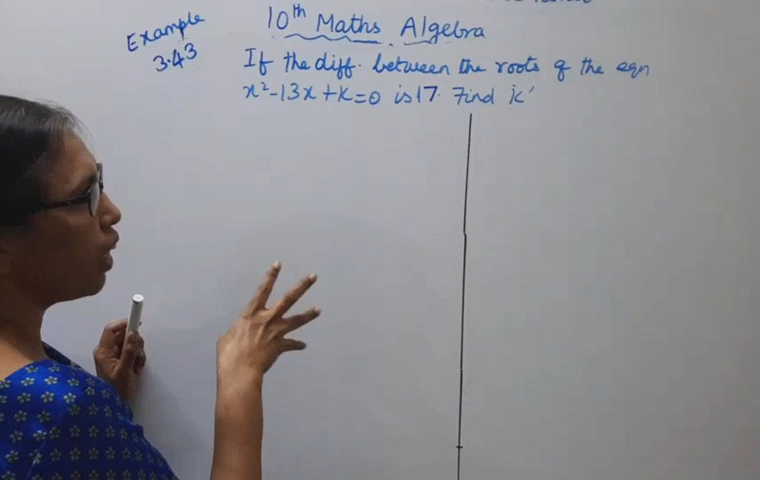 10th Maths Algebra
Example
3.43
If the diff. between the roots of the eqn
x²-13x+k=0 is 17. Find 'k'